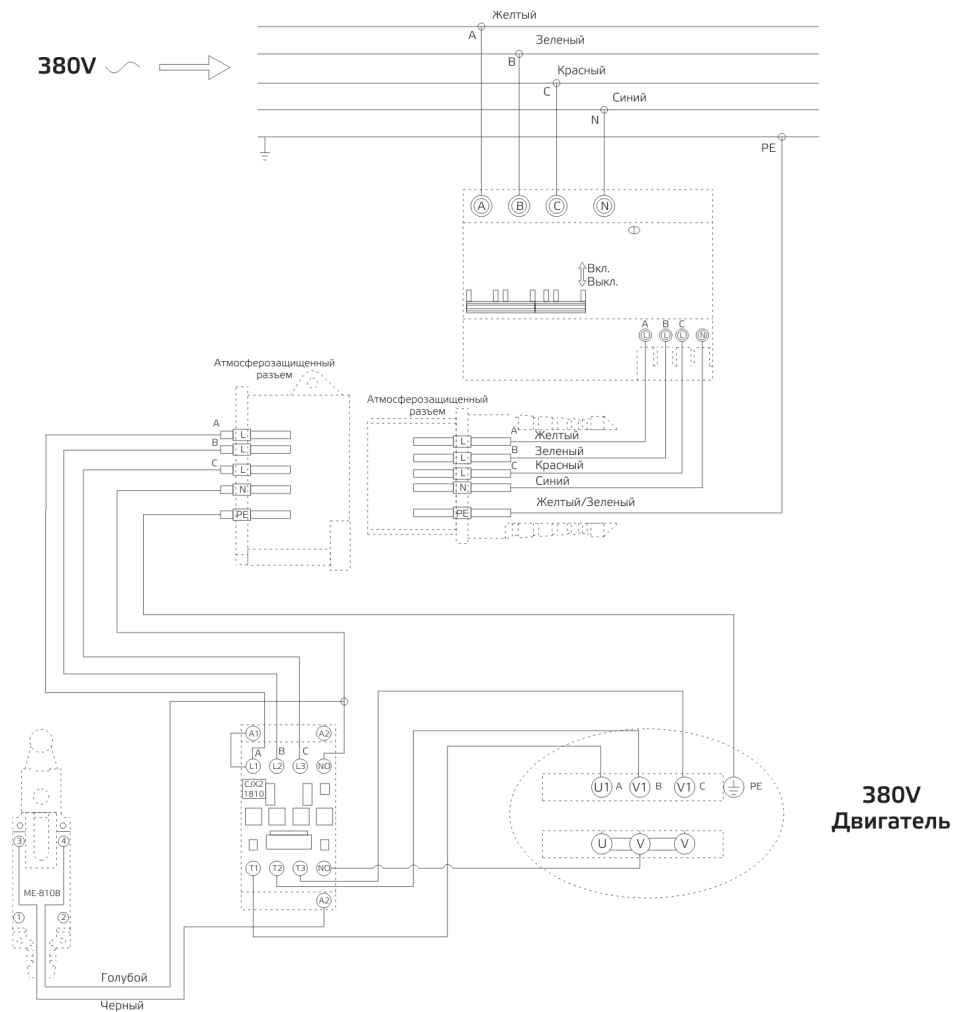 Желтый
A
Зеленый
380V
B
Красный
C
Синий
N
PE
A B C N
Вкл.
Выкл.
A B C
L L L N
Атмосферозащищенный
разъем
Атмосферозащищенный
разъем
A L
B L
C L
N
PE
A L Желтый
B L Зеленый
C L Красный
N Синий
PE Желтый/Зеленый
A1 A2
A B C
L1 L2 L3 NO
CJX2
1810
T1 T2 T3 NO
A2
U1 A V1 B V1 C PE
U V V
380V
Двигатель
3 4
ME-8108
1 2
Голубой
Черный